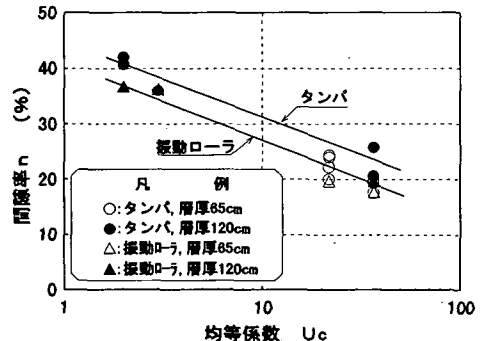 50
40
30
20
10
0
間隙率n (%)
タンパ
振動ローラ
凡 例
○:タンパ,層厚65cm
●:タンパ,層厚120cm
△:振動ローラ,層厚65cm
▲:振動ローラ,層厚120cm
1 10 100
均等係数 Uc